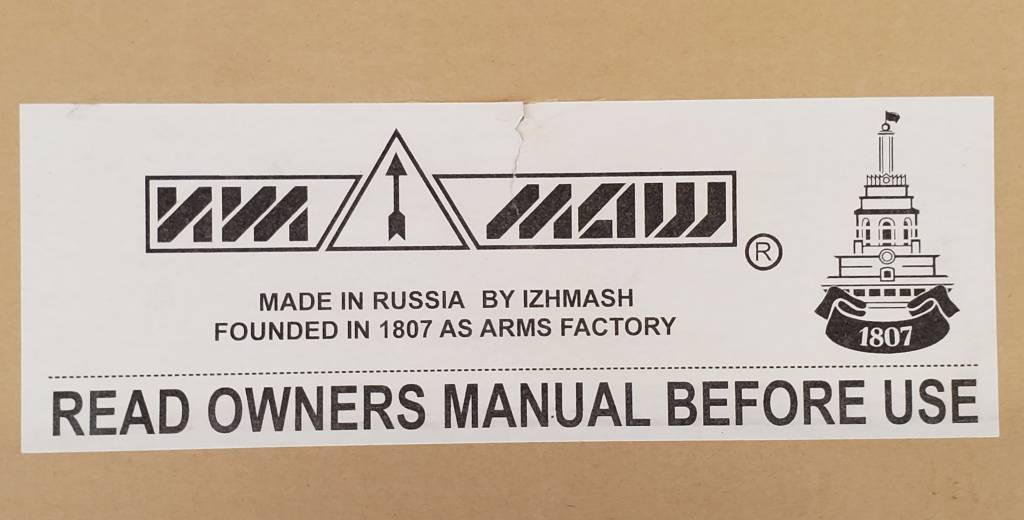 ИЖ МАШ ®
MADE IN RUSSIA BY IZHMASH
FOUNDED IN 1807 AS ARMS FACTORY
1807
READ OWNERS MANUAL BEFORE USE